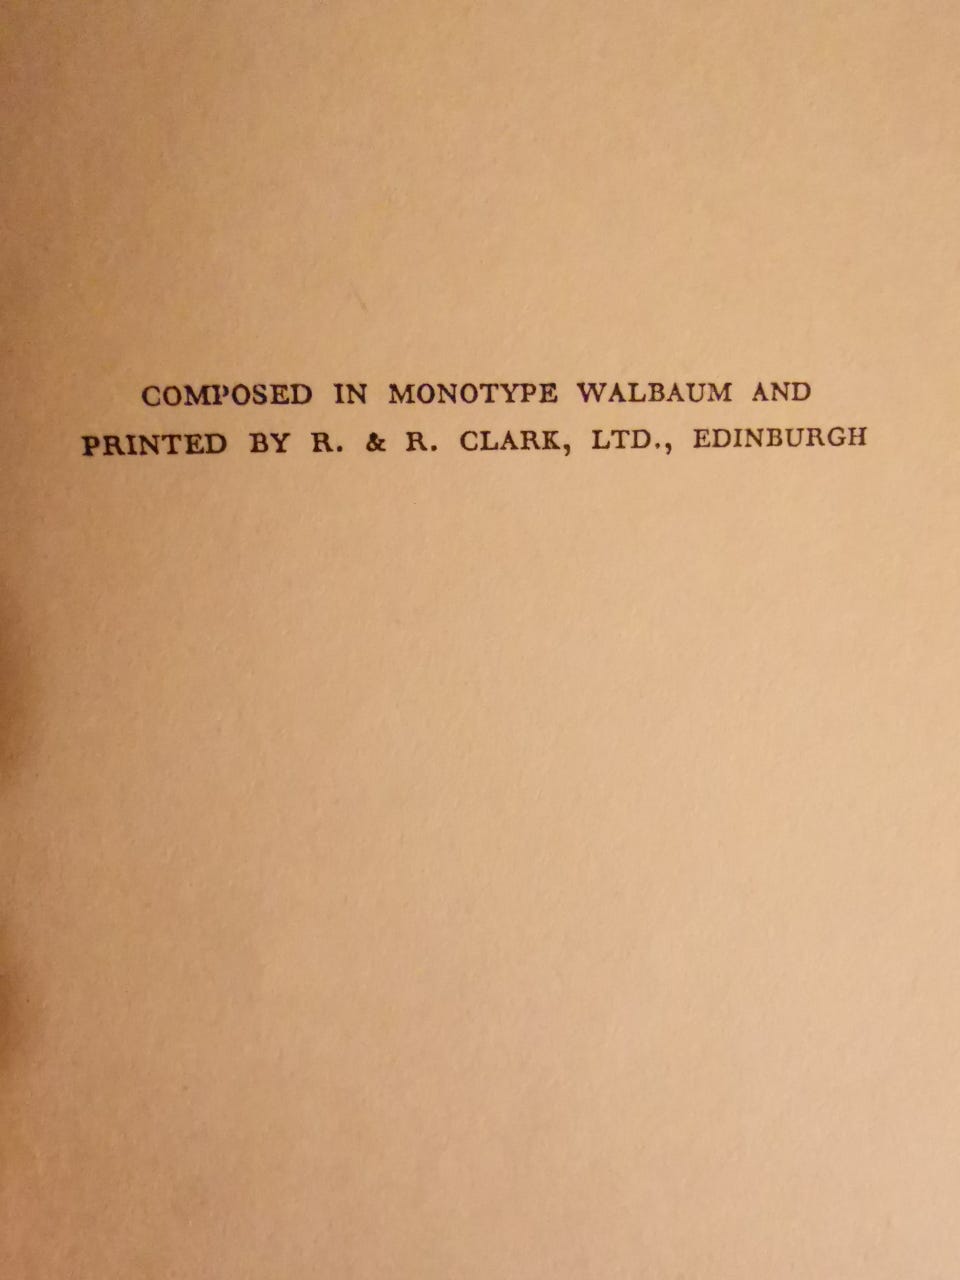 COMPOSED IN MONOTYPE WALBAUM AND
PRINTED BY R. & R. CLARK, LTD., EDINBURGH